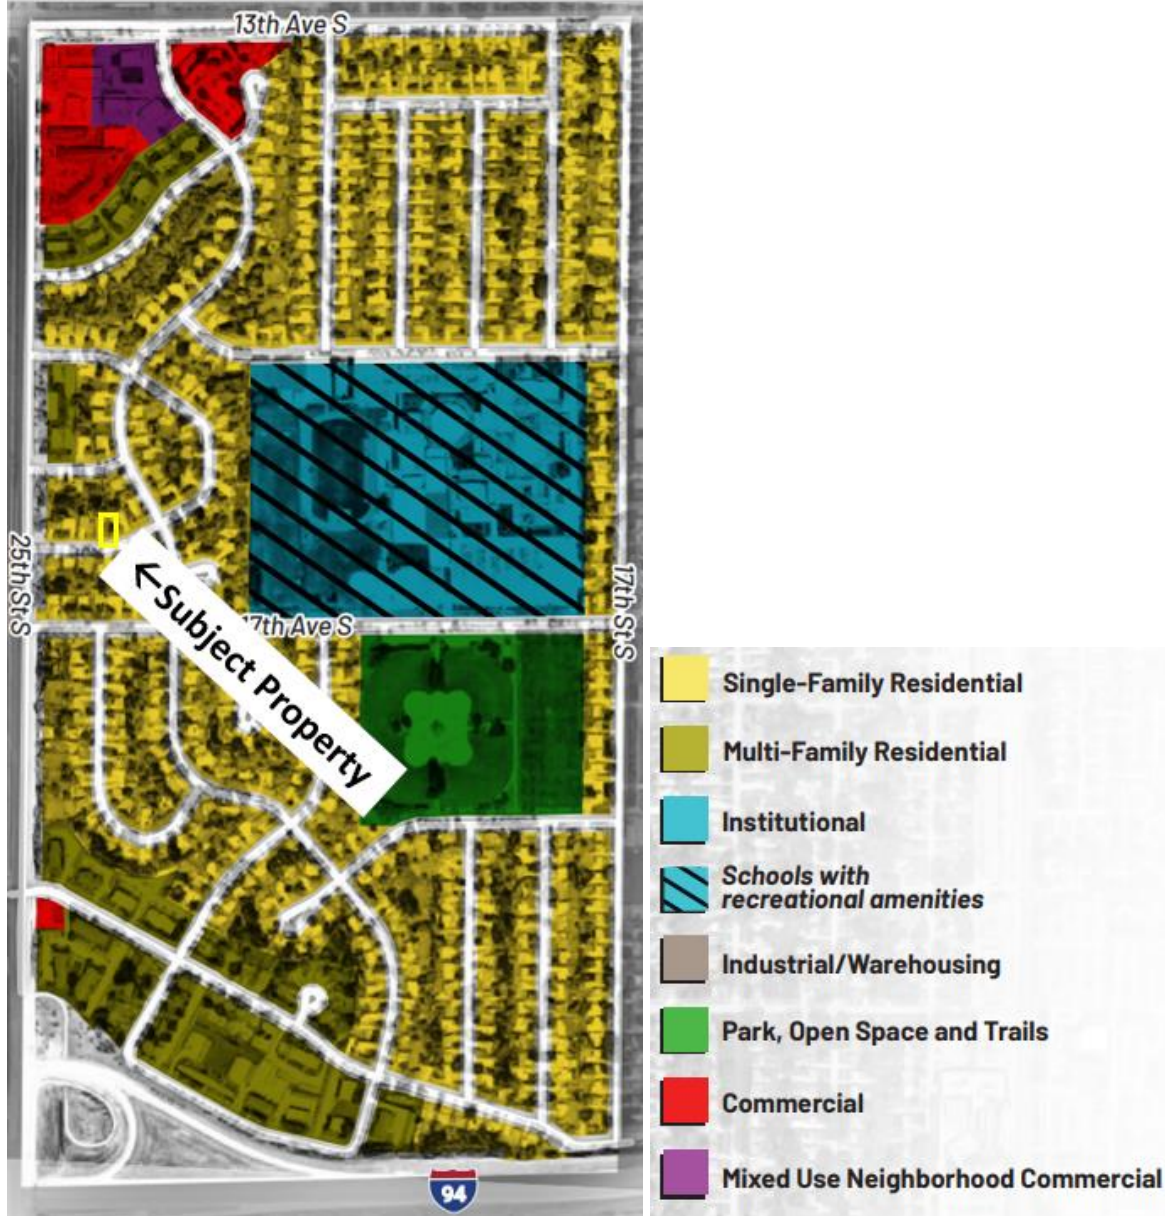 13th Ave S
25th St S
←Subject Property
17th Ave S
17th St S
94
Single-Family Residential
Multi-Family Residential
Institutional
Schools with
recreational amenities
Industrial/Warehousing
Park, Open Space and Trails
Commercial
Mixed Use Neighborhood Commercial